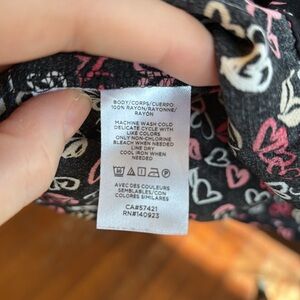 BODY/CORPS/CUERPO
100% RAYON/RAYONNE/
RAYÓN
MACHINE WASH COLD
DELICATE CYCLE WITH
LIKE COLORS
ONLY NON-CHLORINE
BLEACH WHEN NEEDED
LINE DRY
COOL IRON WHEN
NEEDED
AVEC DES COULEURS
SEMBLABLES/CON
COLORES SIMILARES
CA#57421
RN#140923